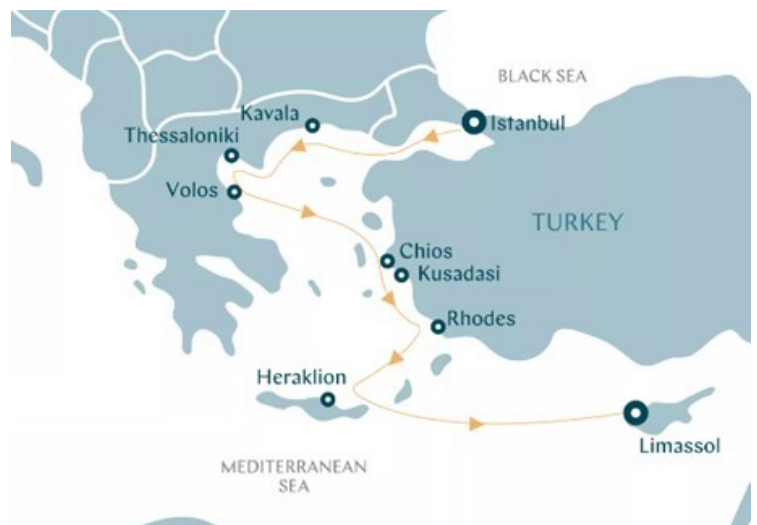 BLACK SEA
Kavala
Istanbul
Thessaloniki
Volos
TURKEY
Chios
Kusadasi
Rhodes
Heraklion
Limassol
MEDITERRANEAN
SEA